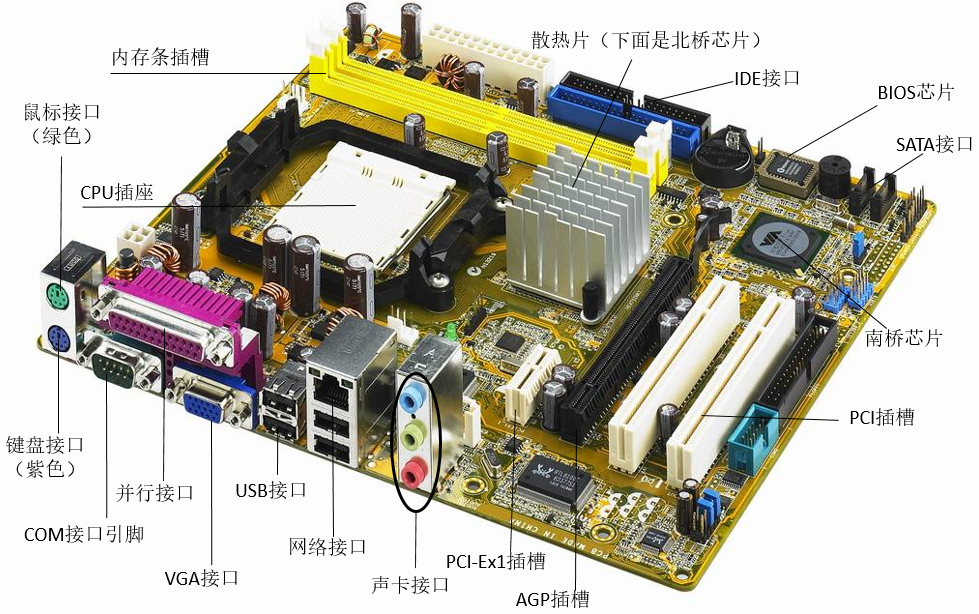 散热片（下面是北桥芯片）
内存条插槽
IDE接口
BIOS芯片
鼠标接口
（绿色）
SATA接口
CPU插座
VIA
南桥芯片
PCI插槽
键盘接口
（紫色）
并行接口
USB接口
COM接口引脚
网络接口
PCI-Ex1插槽
VGA接口
声卡接口
AGP插槽
PCB MADE IN CHINA